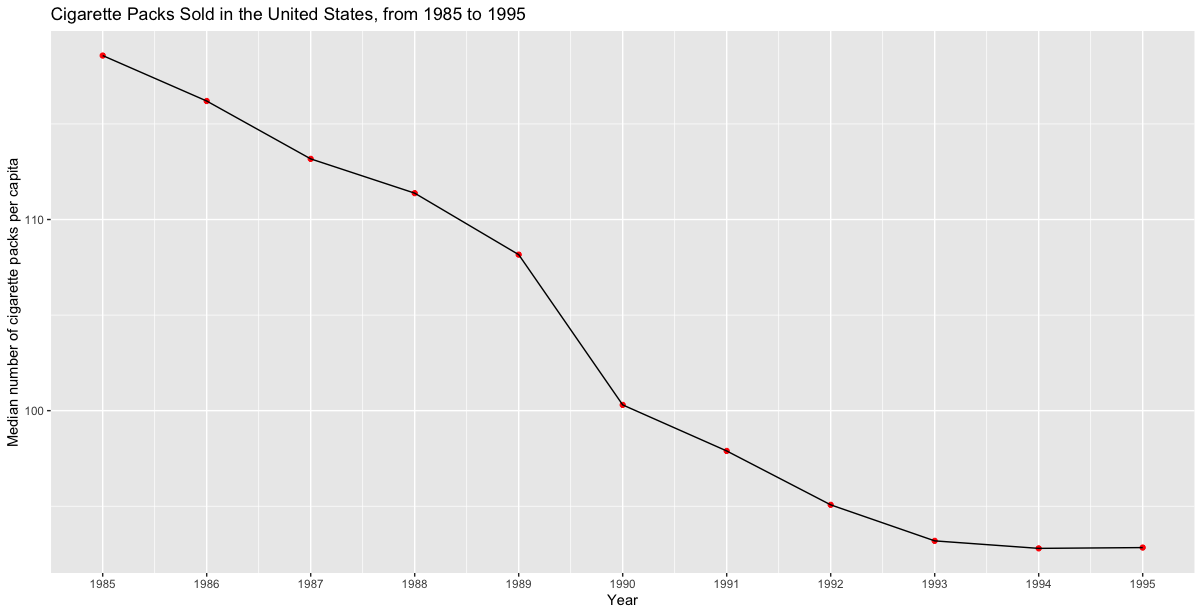 Cigarette Packs Sold in the United States, from 1985 to 1995
Median number of cigarette packs per capita
110
100
1985 1986 1987 1988 1989 1990 1991 1992 1993 1994 1995
Year